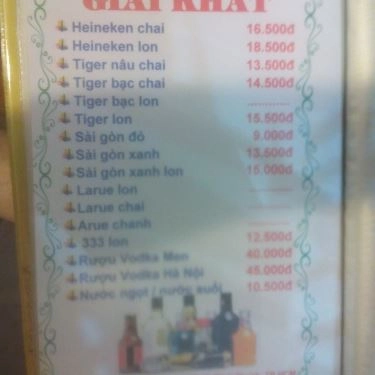 GIẢI KHÁT
Heineken chai 16.500đ
Heineken lon 18.500đ
Tiger nâu chai 13.500đ
Tiger bạc chai 14.500đ
Tiger bạc lon ............
Tiger lon 15.500đ
Sài gòn đỏ 9.000đ
Sài gòn xanh 13.500đ
Sài gòn xanh lon 15.000đ
Larue lon ............
Larue chai ............
Arue chanh ............
333 lon 12.500đ
Rượu Vodka Men 40.000đ
Rượu Vodka Hà Nội 45.000đ
Nước ngọt / nước suối 10.500đ